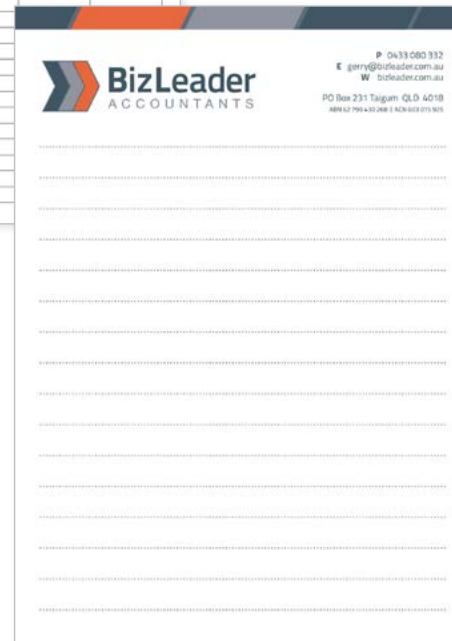 BizLeader
ACCOUNTANTS
P 0433 080 332
E gerry@bizleader.com.au
W bizleader.com.au
PO Box 231 Taigum QLD 4018